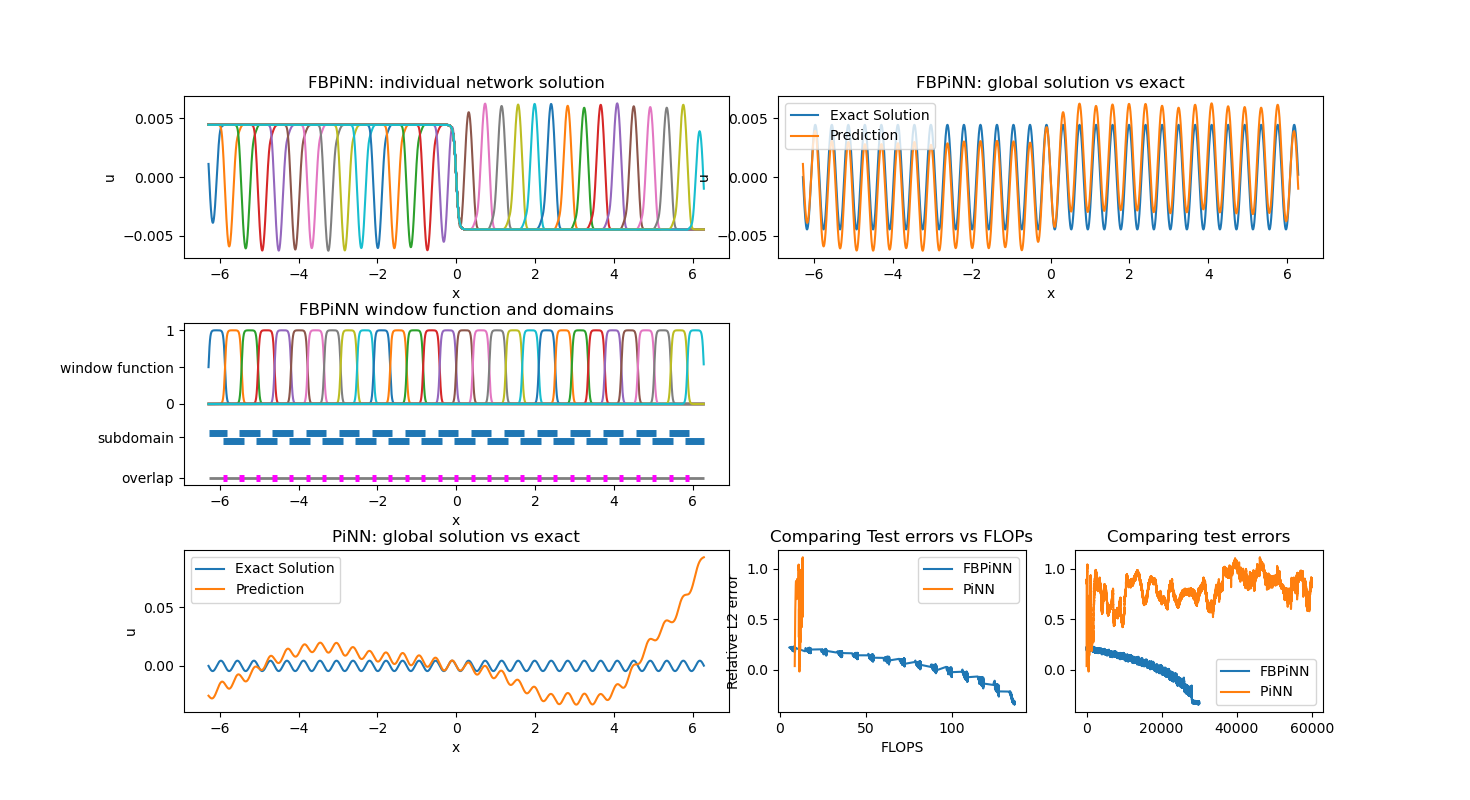 FBPiNN: individual network solution
0.005
0.000
−0.005
u
−6 −4 −2 0 2 4 6
x
FBPiNN: global solution vs exact
Exact Solution
Prediction
0.005
0.000
−0.005
u
−6 −4 −2 0 2 4 6
x
FBPiNN window function and domains
1
window function
0
subdomain
overlap
−6 −4 −2 0 2 4 6
x
PiNN: global solution vs exact
Exact Solution
Prediction
0.05
0.00
u
−6 −4 −2 0 2 4 6
x
Comparing Test errors vs FLOPs
FBPiNN
PiNN
1.0
0.5
0.0
Relative L2 error
0 50 100
FLOPS
Comparing test errors
1.0
0.5
0.0
FBPiNN
PiNN
0 20000 40000 60000